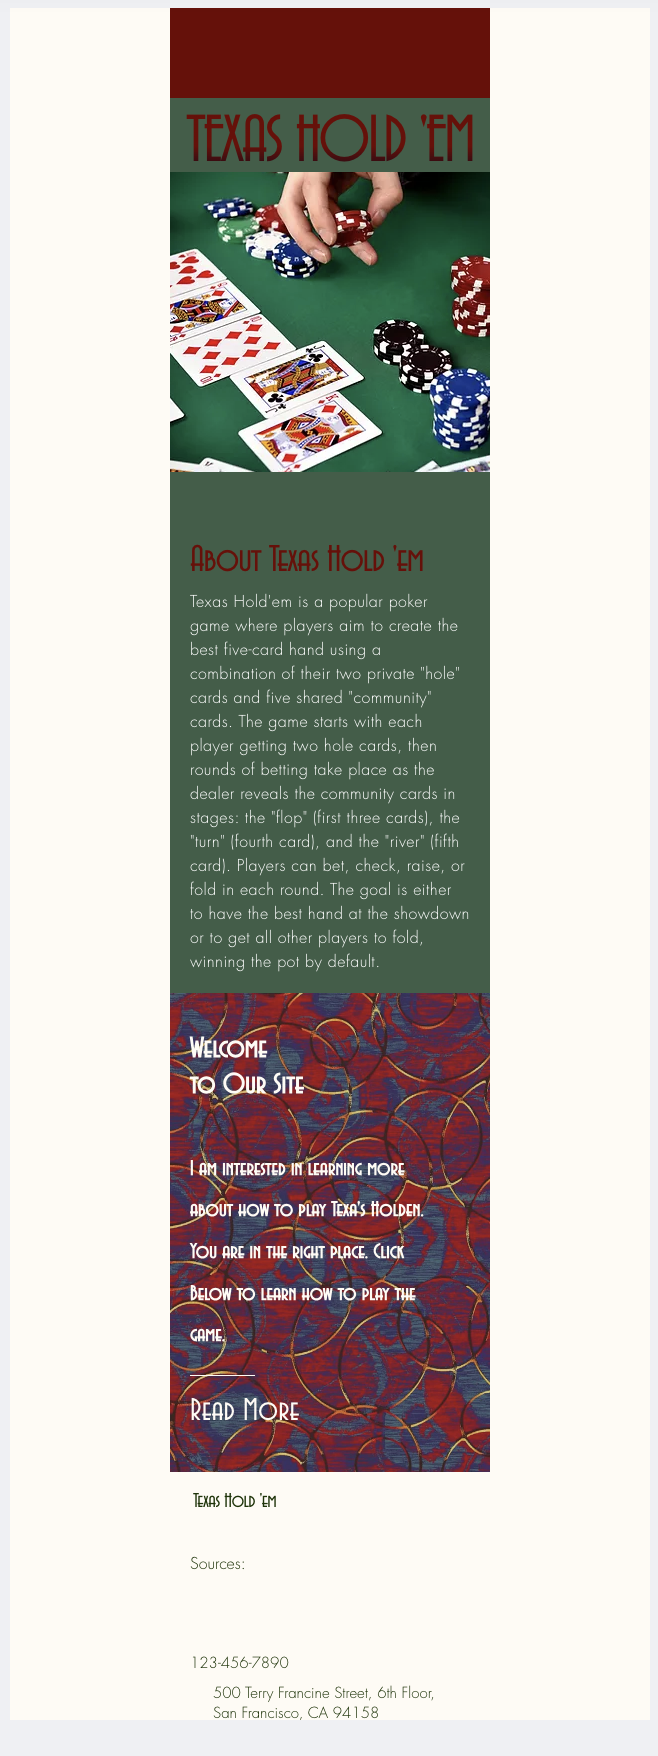 TEXAS HOLD 'EM
About Texas Hold 'em
Texas Hold'em is a popular poker
game where players aim to create the
best five-card hand using a
combination of their two private "hole"
cards and five shared "community"
cards. The game starts with each
player getting two hole cards, then
rounds of betting take place as the
dealer reveals the community cards in
stages: the "flop" (first three cards), the
"turn" (fourth card), and the "river" (fifth
card). Players can bet, check, raise, or
fold in each round. The goal is either
to have the best hand at the showdown
or to get all other players to fold,
winning the pot by default.
Welcome
to Our Site
I am interested in learning more
about how to play Texa's Holden.
You are in the right place. Click
Below to learn how to play the
game.
Read More
Texas Hold 'em
Sources:
123-456-7890
500 Terry Francine Street, 6th Floor,
San Francisco, CA 94158